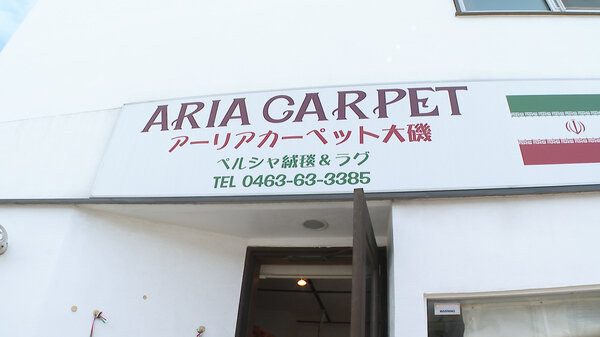 ARIA CARPET
アーリアカーペット大磯
ペルシャ絨毯&ラグ
TEL 0463-63-3385
WARNING